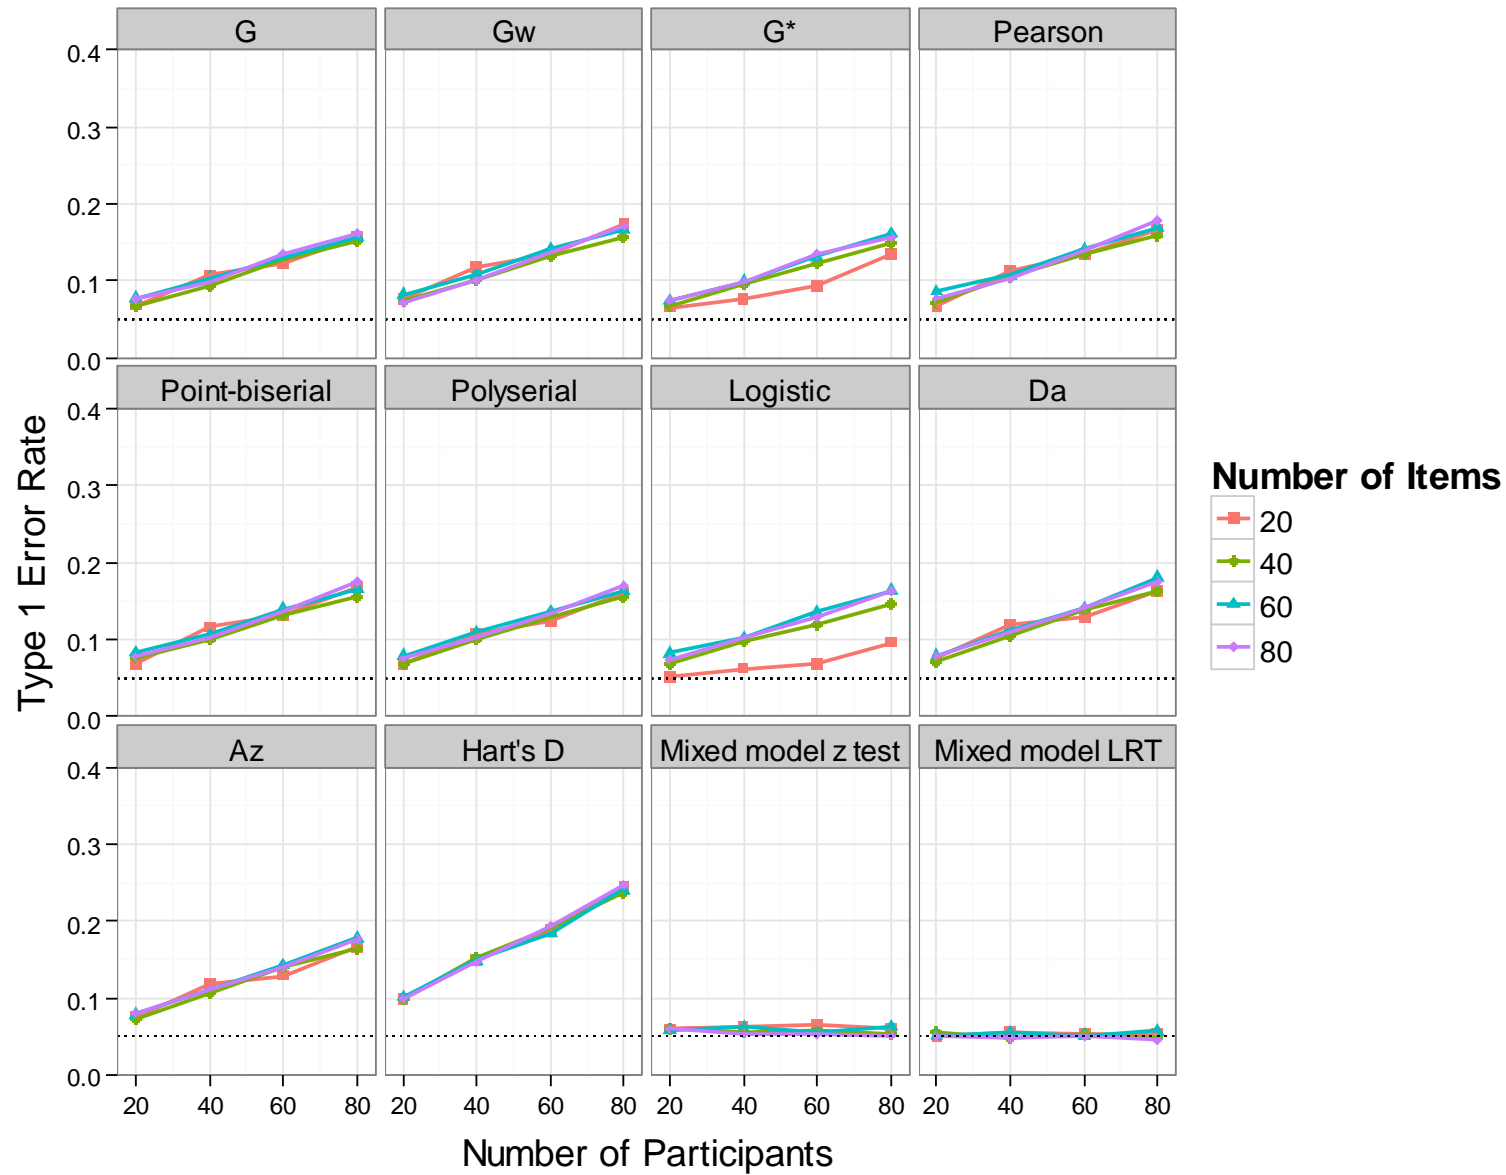 G Gw G* Pearson
0.4
0.3
0.2
0.1
0.0
Point-biserial Polyserial Logistic Da
0.4
0.3
0.2
0.1
0.0
Az Hart's D Mixed model z test Mixed model LRT
0.4
0.3
0.2
0.1
0.0
20 40 60 80 20 40 60 80 20 40 60 80 20 40 60 80
Number of Participants
Type 1 Error Rate
Number of Items
20
40
60
80